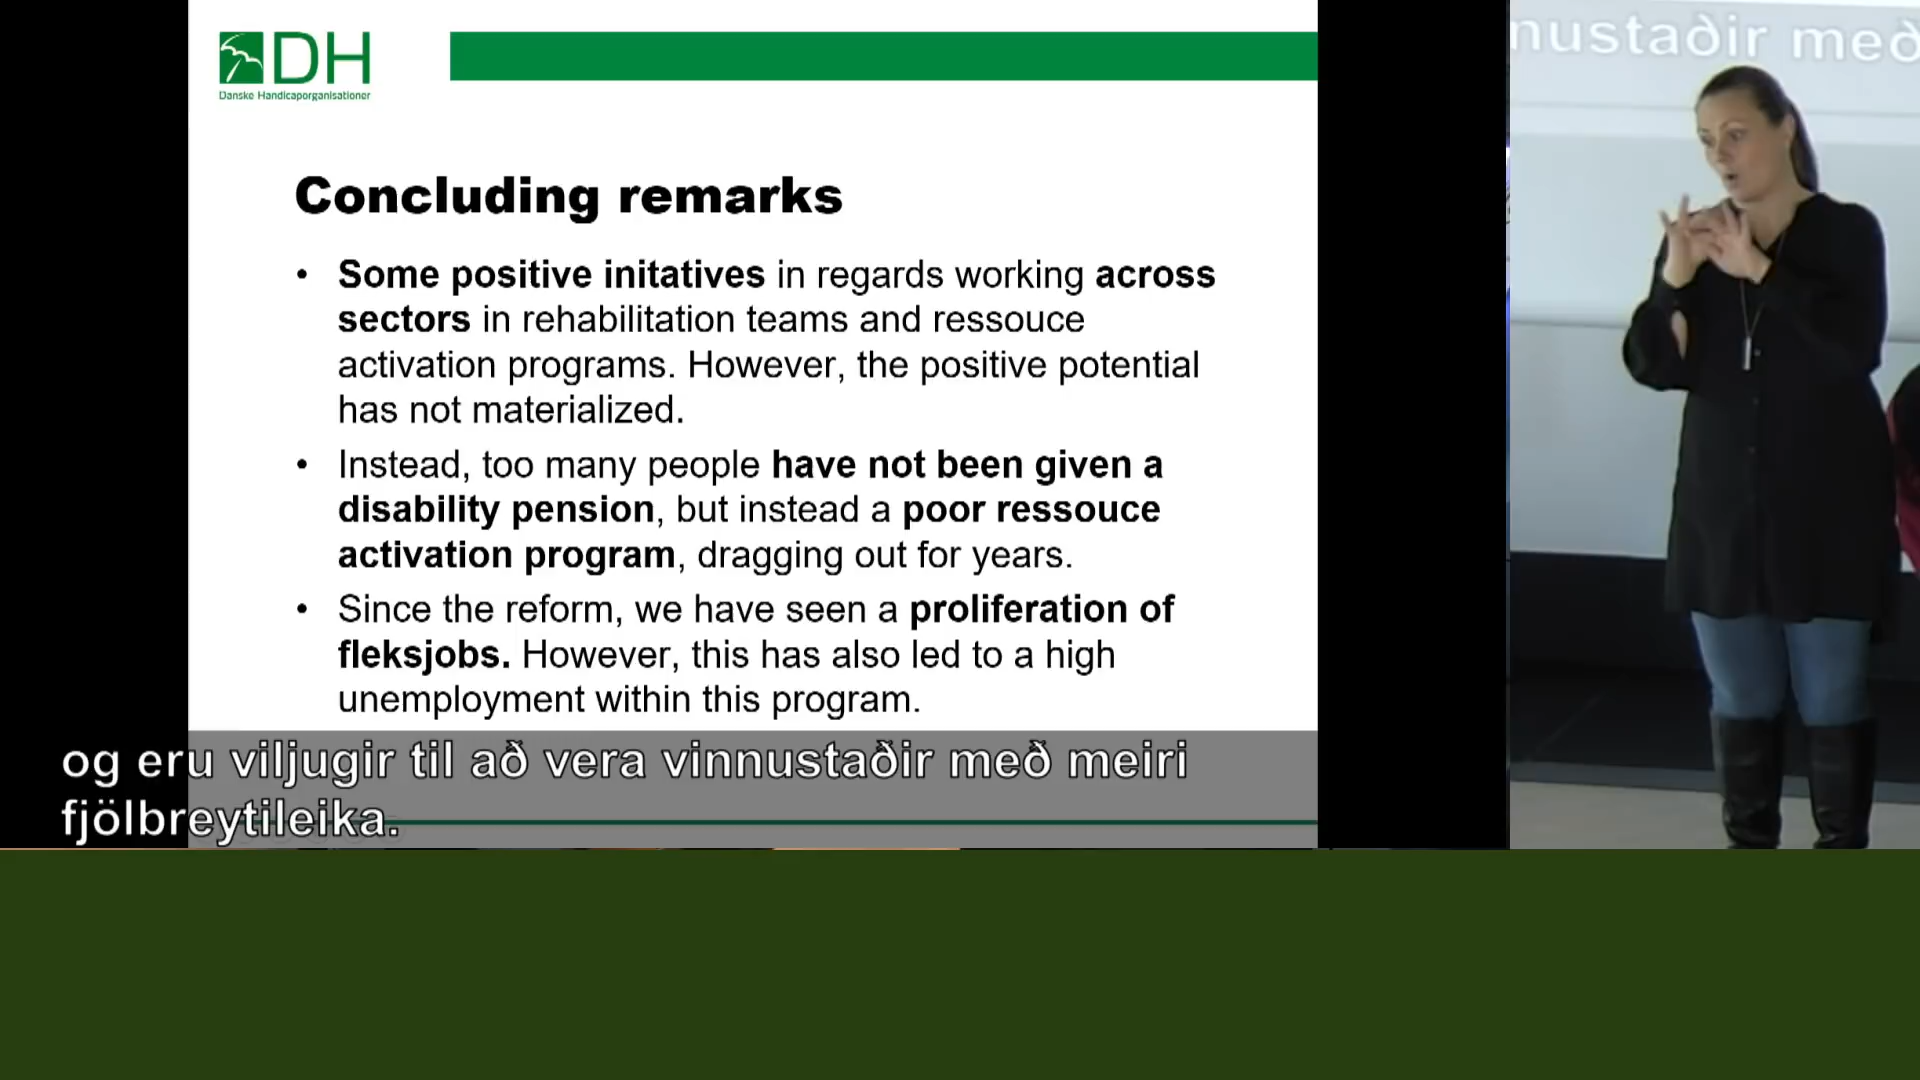 DH
Danske Handicaporganisationer
Concluding remarks
• Some positive initatives in regards working across
sectors in rehabilitation teams and ressouce
activation programs. However, the positive potential
has not materialized.
• Instead, too many people have not been given a
disability pension, but instead a poor ressouce
activation program, dragging out for years.
• Since the reform, we have seen a proliferation of
fleksjobs. However, this has also led to a high
unemployment within this program.
og eru viljugir til að vera vinnustaðir með meiri
fjölbreytileika.
nustaðir með